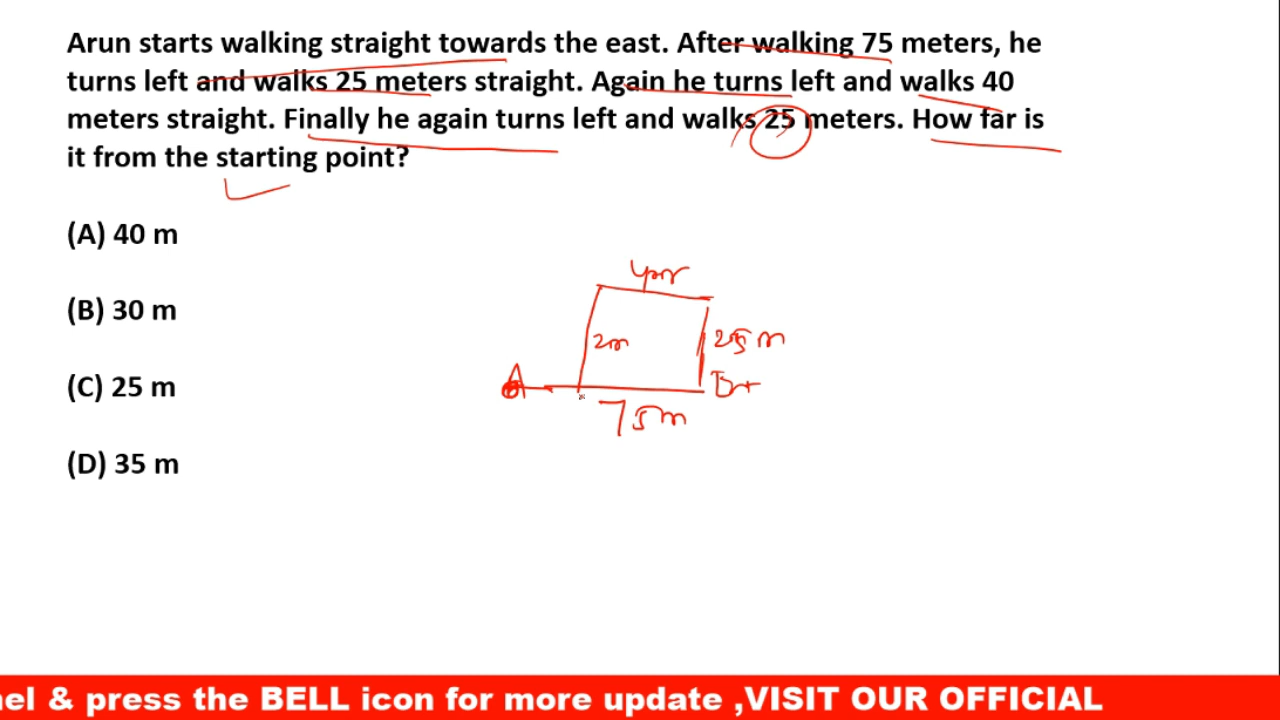 Arun starts walking straight towards the east. After walking 75 meters, he
turns left and walks 25 meters straight. Again he turns left and walks 40
meters straight. Finally he again turns left and walks 25 meters. How far is
it from the starting point?
(A) 40 m
(B) 30 m
(C) 25 m
(D) 35 m
2m
25 m
A
75m
nel & press the BELL icon for more update ,VISIT OUR OFFICIAL